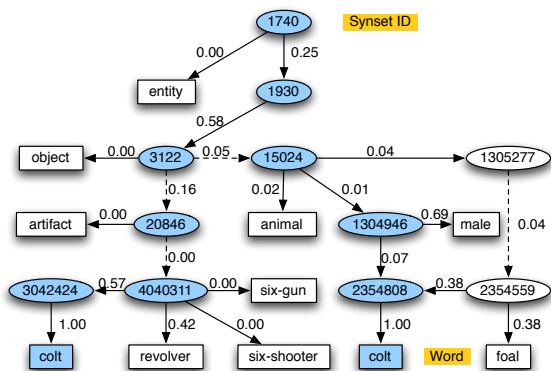 1740 Synset ID
0.00 0.25
entity 1930
0.58
object 0.00 3122 0.05 15024 0.04 1305277
0.16 0.02 0.01
artifact 0.00 20846 animal 1304946 0.69 male 0.04
0.00 0.07
3042424 0.57 4040311 0.00 six-gun 2354808 0.38 2354559
1.00 0.42 0.00 1.00 0.38
colt revolver six-shooter colt Word foal